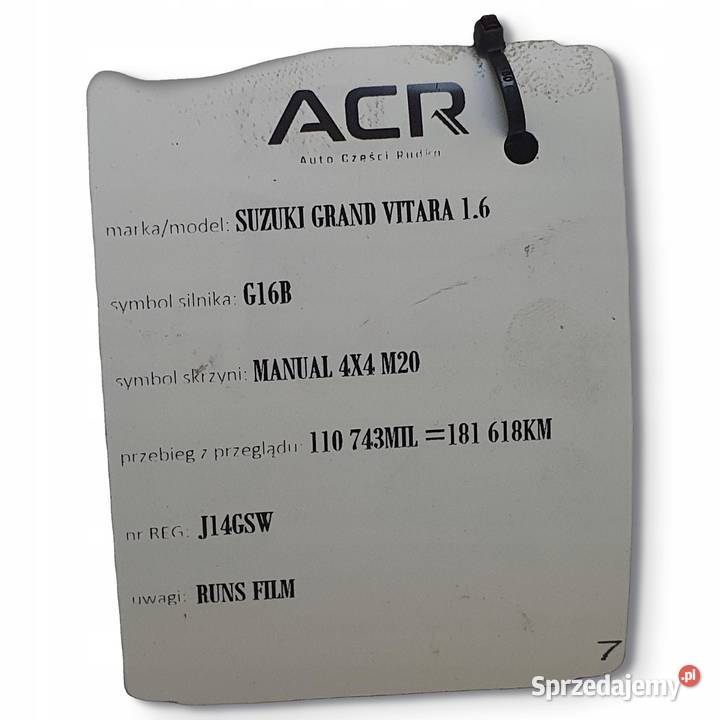 ACR
Auto Części Rudka
marka/model: SUZUKI GRAND VITARA 1.6
symbol silnika: G16B
symbol skrzyni: MANUAL 4X4 M20
przebieg z przeglądu: 110 743MIL =181 618KM
nr REG: J14GSW
uwagi: RUNS FILM
7
Sprzedajemy.pl